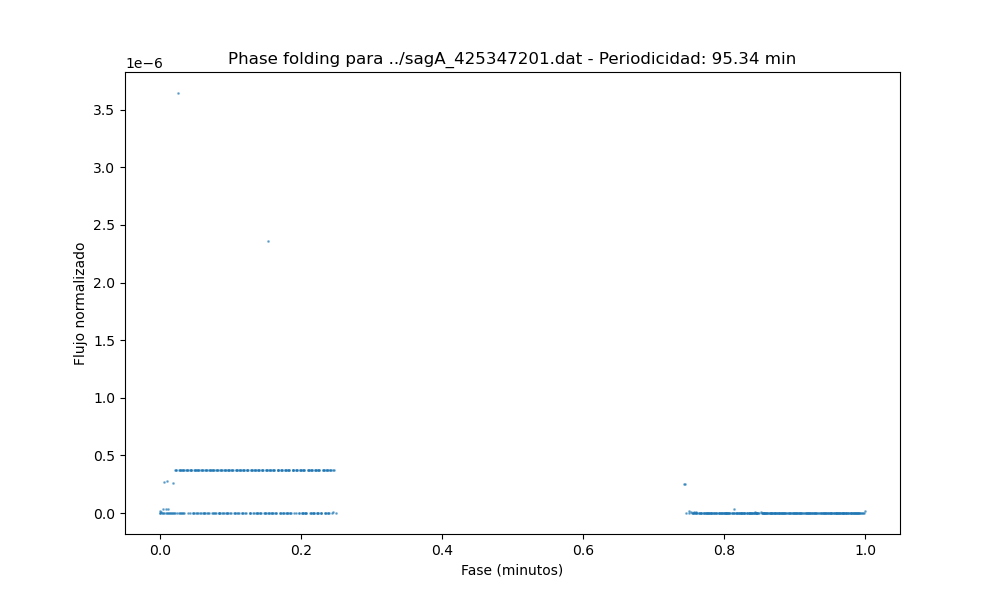 Phase folding para ../sagA_425347201.dat - Periodicidad: 95.34 min
1e−6
3.5
3.0
2.5
2.0
1.5
1.0
0.5
0.0
Flujo normalizado
0.0 0.2 0.4 0.6 0.8 1.0
Fase (minutos)